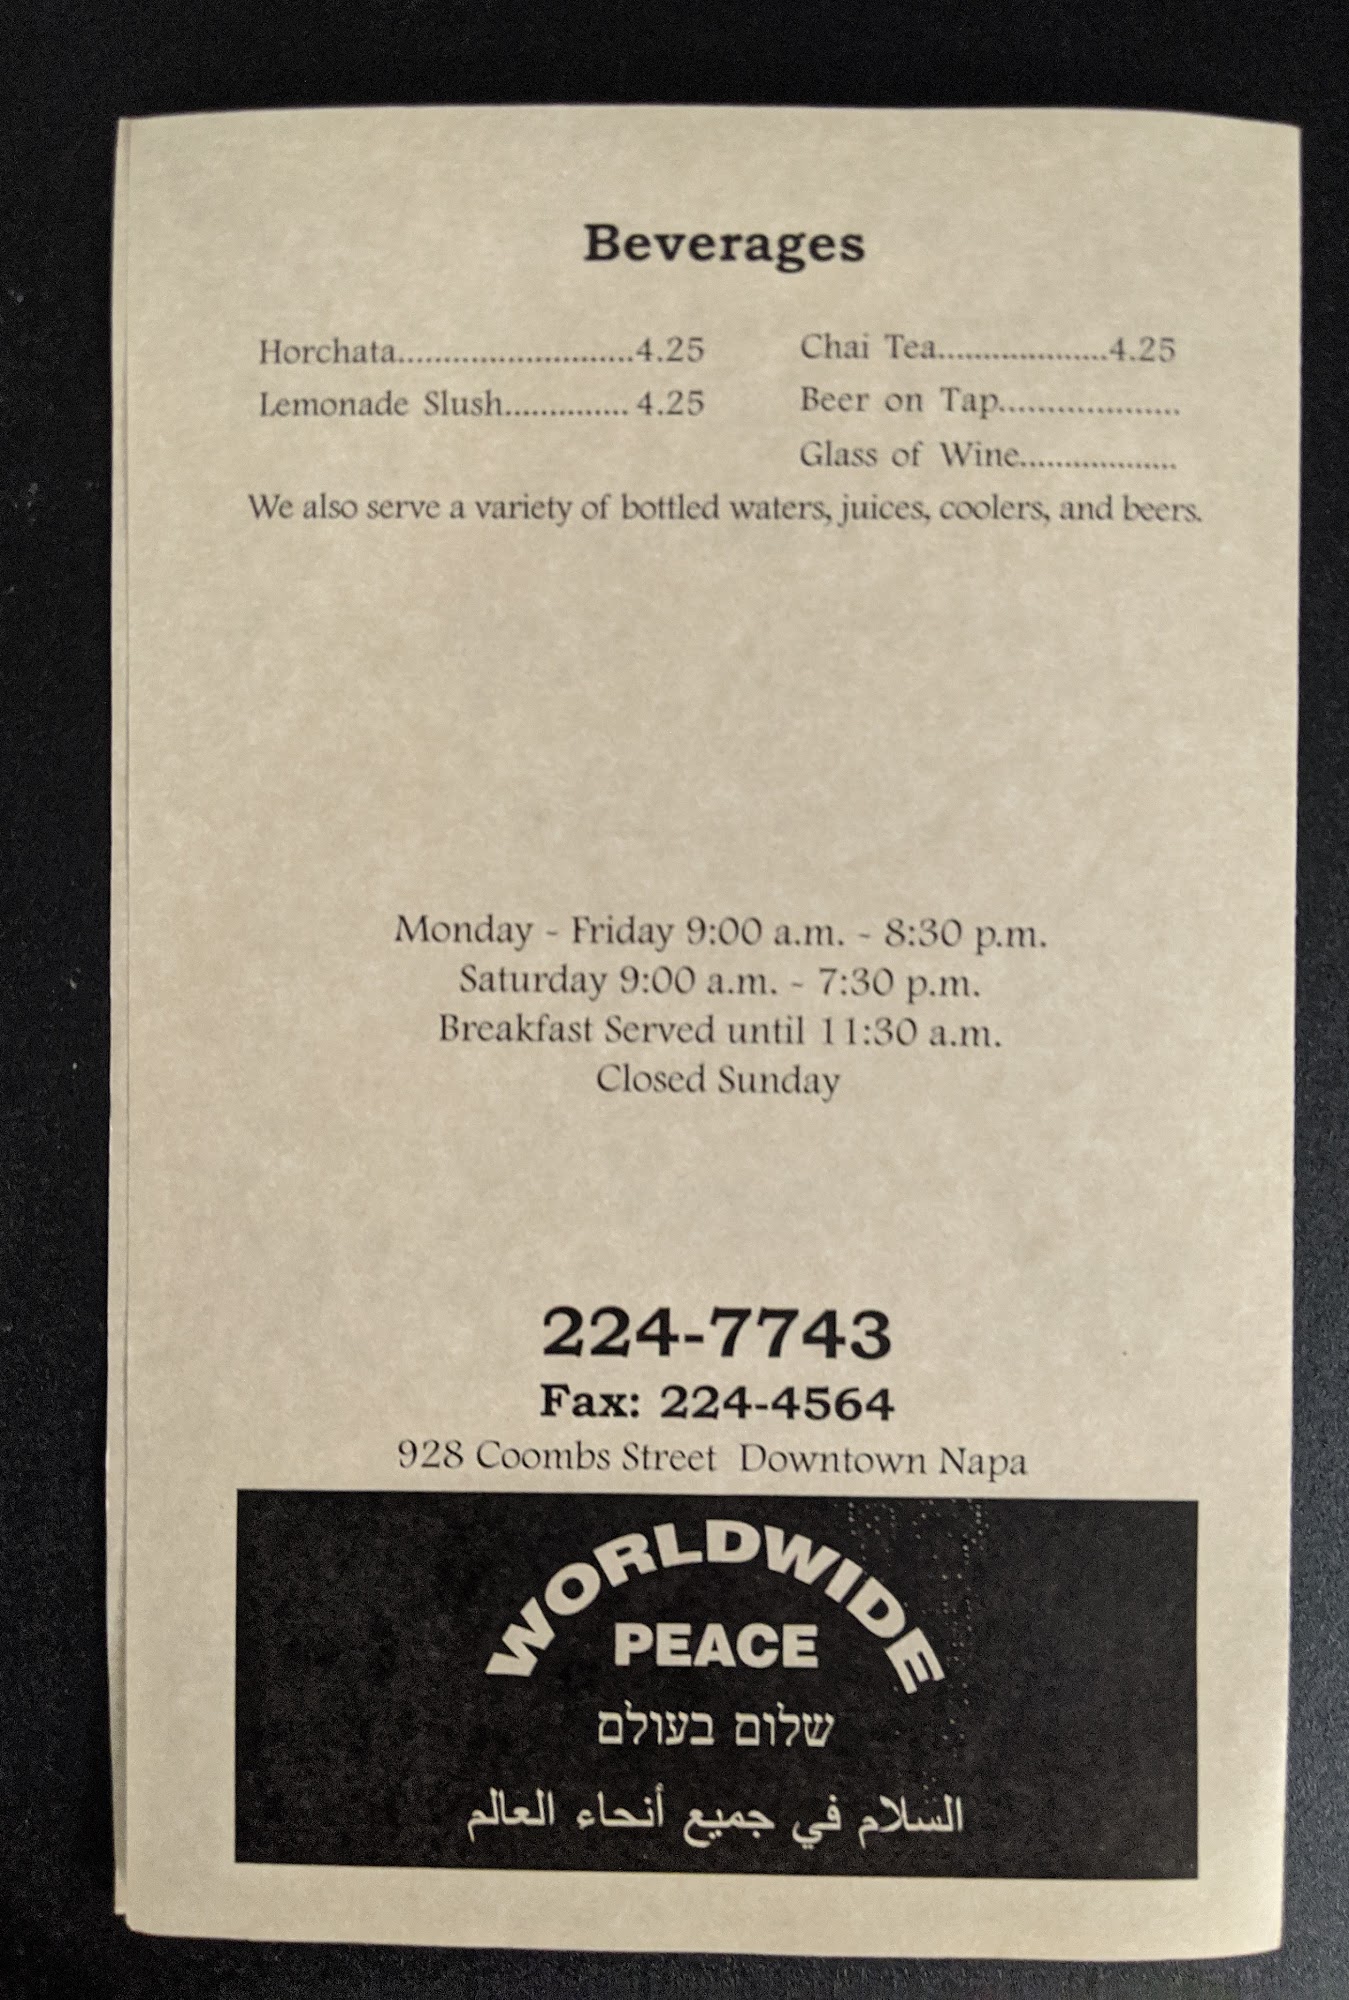 Beverages
Horchata..........................4.25
Lemonade Slush.............. 4.25
Chai Tea...................4.25
Beer on Tap....................
Glass of Wine..................
We also serve a variety of bottled waters, juices, coolers, and beers.
Monday - Friday 9:00 a.m. - 8:30 p.m.
Saturday 9:00 a.m. - 7:30 p.m.
Breakfast Served until 11:30 a.m.
Closed Sunday
224-7743
Fax: 224-4564
928 Coombs Street Downtown Napa
WORLDWIDE
PEACE
שלום בעולם
السلام في جميع أنحاء العالم